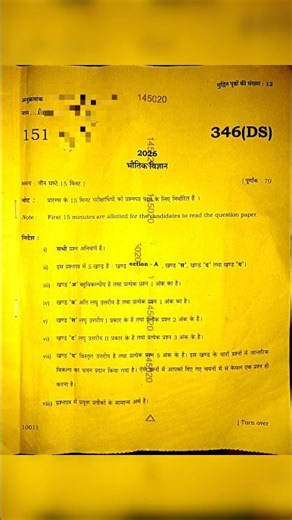 मुद्रित पृष्ठों की संख्या : 12
अनुक्रमांक
145020
नाम
151
346(DS)
2026
भौतिक विज्ञान
समय : तीन घण्टे 15 मिनट ] [ पूर्णांक : 70
नोट : प्रारम्भ के 15 मिनट परीक्षार्थियों को प्रश्नपत्र पढ़ने के लिए निर्धारित है ।
Note : First 15 minutes are allotted for the candidates to read the question paper
निर्देश :
i) सभी प्रश्न अनिवार्य हैं।
ii) इस प्रश्नपत्र में 5 खण्ड हैं : खण्ड section - A , खण्ड 'स', खण्ड 'द' तथा खण्ड 'य'।
iii) खण्ड 'अ' बहुविकल्पीय है तथा प्रत्येक प्रश्न 1 अंक का है।
iv) खण्ड 'ब' अति लघु उत्तरीय है तथा प्रत्येक प्रश्न 1 अंक का है।
v) खण्ड 'स' लघु उत्तरीय I प्रकार के हैं तथा प्रत्येक प्रश्न 2 अंक के हैं।
vi) खण्ड 'द' लघु उत्तरीय II प्रकार के हैं तथा प्रत्येक प्रश्न 3 अंक के हैं।
vii) खण्ड 'य' विस्तृत उत्तरीय है तथा प्रत्येक प्रश्न 5 अंक के हैं। इस खण्ड के चारों प्रश्नों में आन्तरिक
विकल्प का चयन प्रदान किया गया है। ऐसे प्रश्नों में आपको दिए गए चयनों में से केवल एक प्रश्न ही
करना है।
viii) प्रश्नपत्र में प्रयुक्त प्रतीकों के सामान्य अर्थ हैं।
145020
145020
10011
[ Turn over